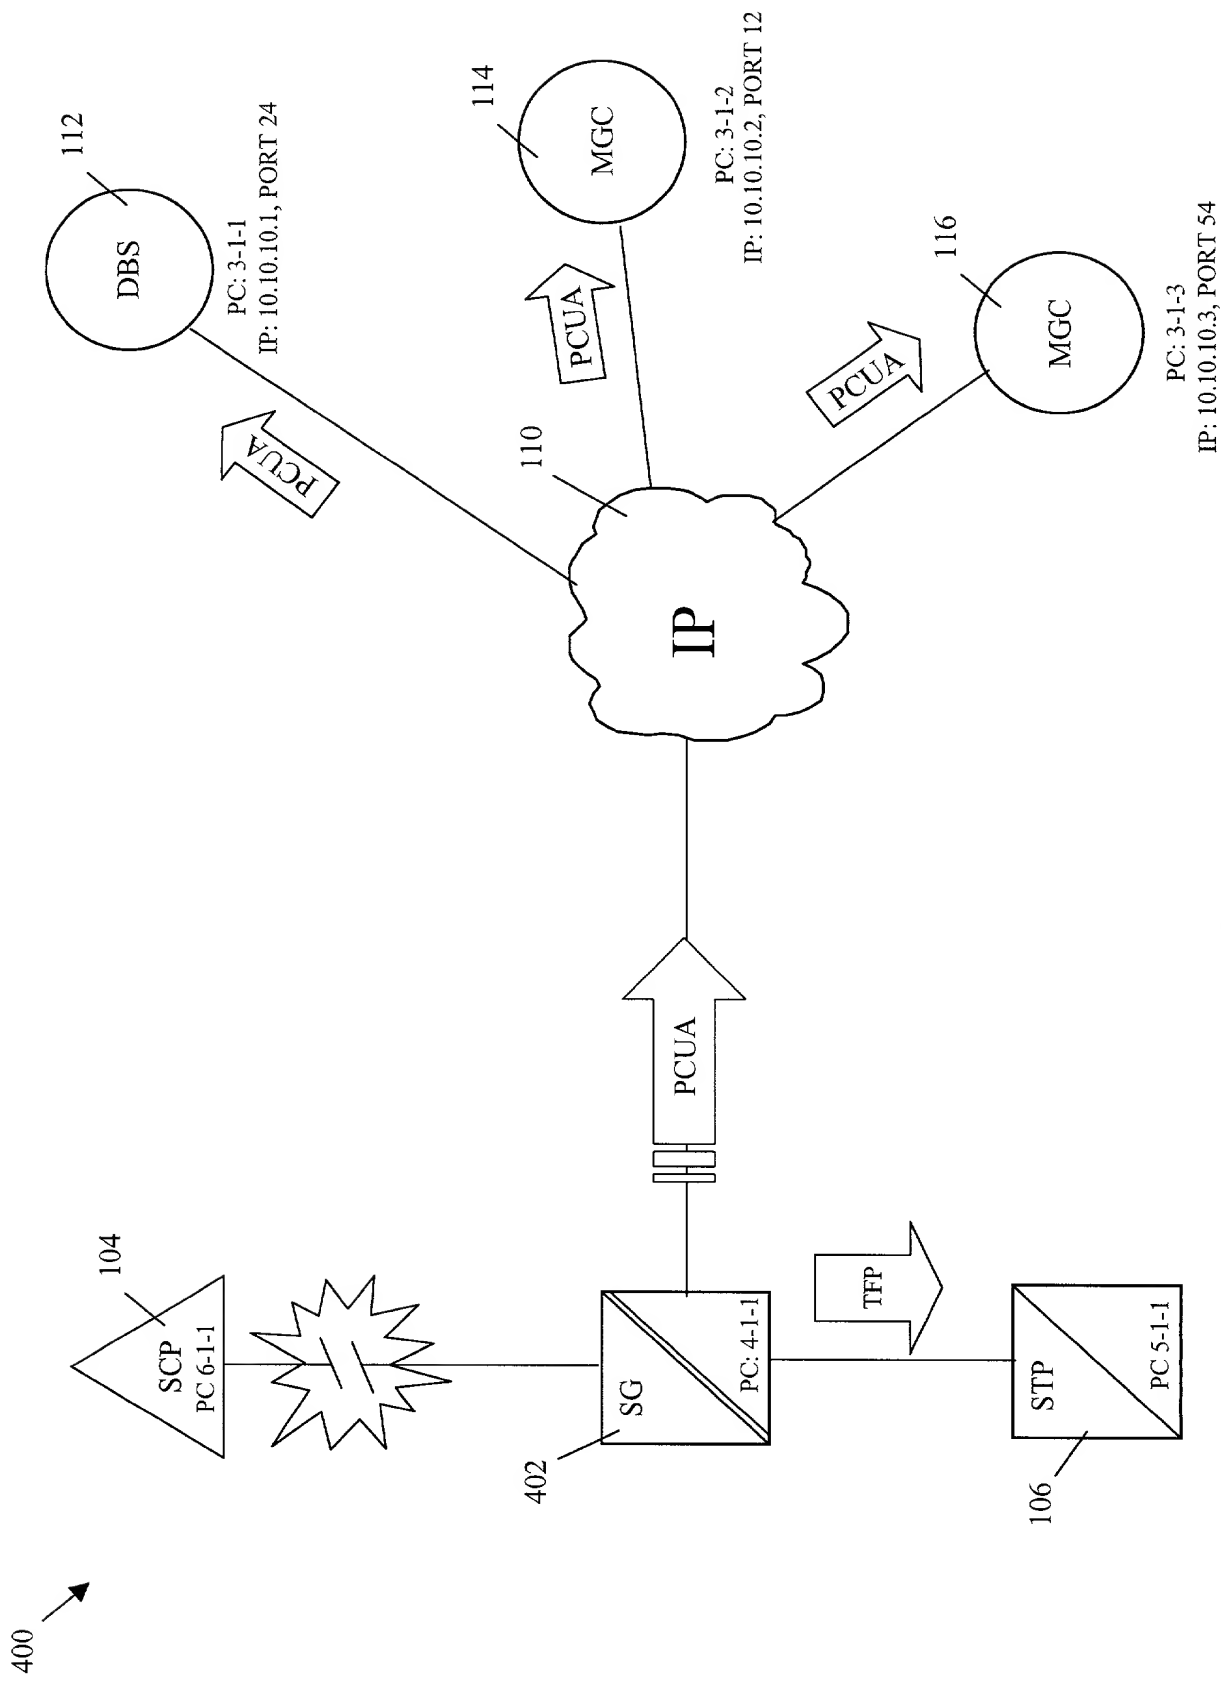 400
104
SCP
PC 6-1-1
402
SG
PC: 4-1-1
TFP
106
STP
PC 5-1-1
PCUA
110
IP
PCUA
112
DBS
PC: 3-1-1
IP: 10.10.10.1, PORT 24
PCUA
114
MGC
PC: 3-1-2
IP: 10.10.10.2, PORT 12
PCUA
116
MGC
PC: 3-1-3
IP: 10.10.10.3, PORT 54